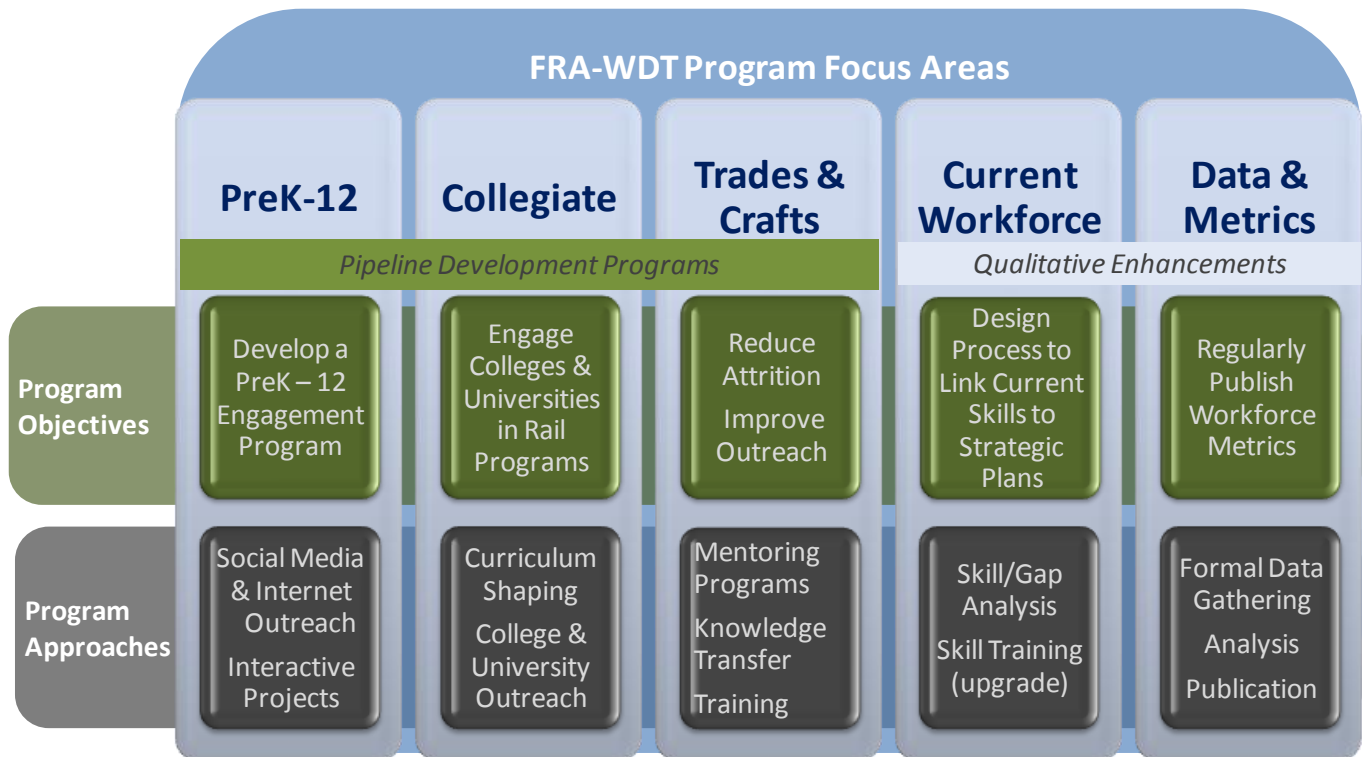 FRA-WDT Program Focus Areas
PreK-12
Collegiate
Trades &
Crafts
Current
Workforce
Data &
Metrics
Pipeline Development Programs
Qualitative Enhancements
Program
Objectives
Develop a
PreK – 12
Engagement
Program
Engage
Colleges &
Universities
in Rail
Programs
Reduce
Attrition
Improve
Outreach
Design
Process to
Link Current
Skills to
Strategic
Plans
Regularly
Publish
Workforce
Metrics
Program
Approaches
Social Media
& Internet
Outreach
Interactive
Projects
Curriculum
Shaping
College &
University
Outreach
Mentoring
Programs
Knowledge
Transfer
Training
Skill/Gap
Analysis
Skill Training
(upgrade)
Formal Data
Gathering
Analysis
Publication